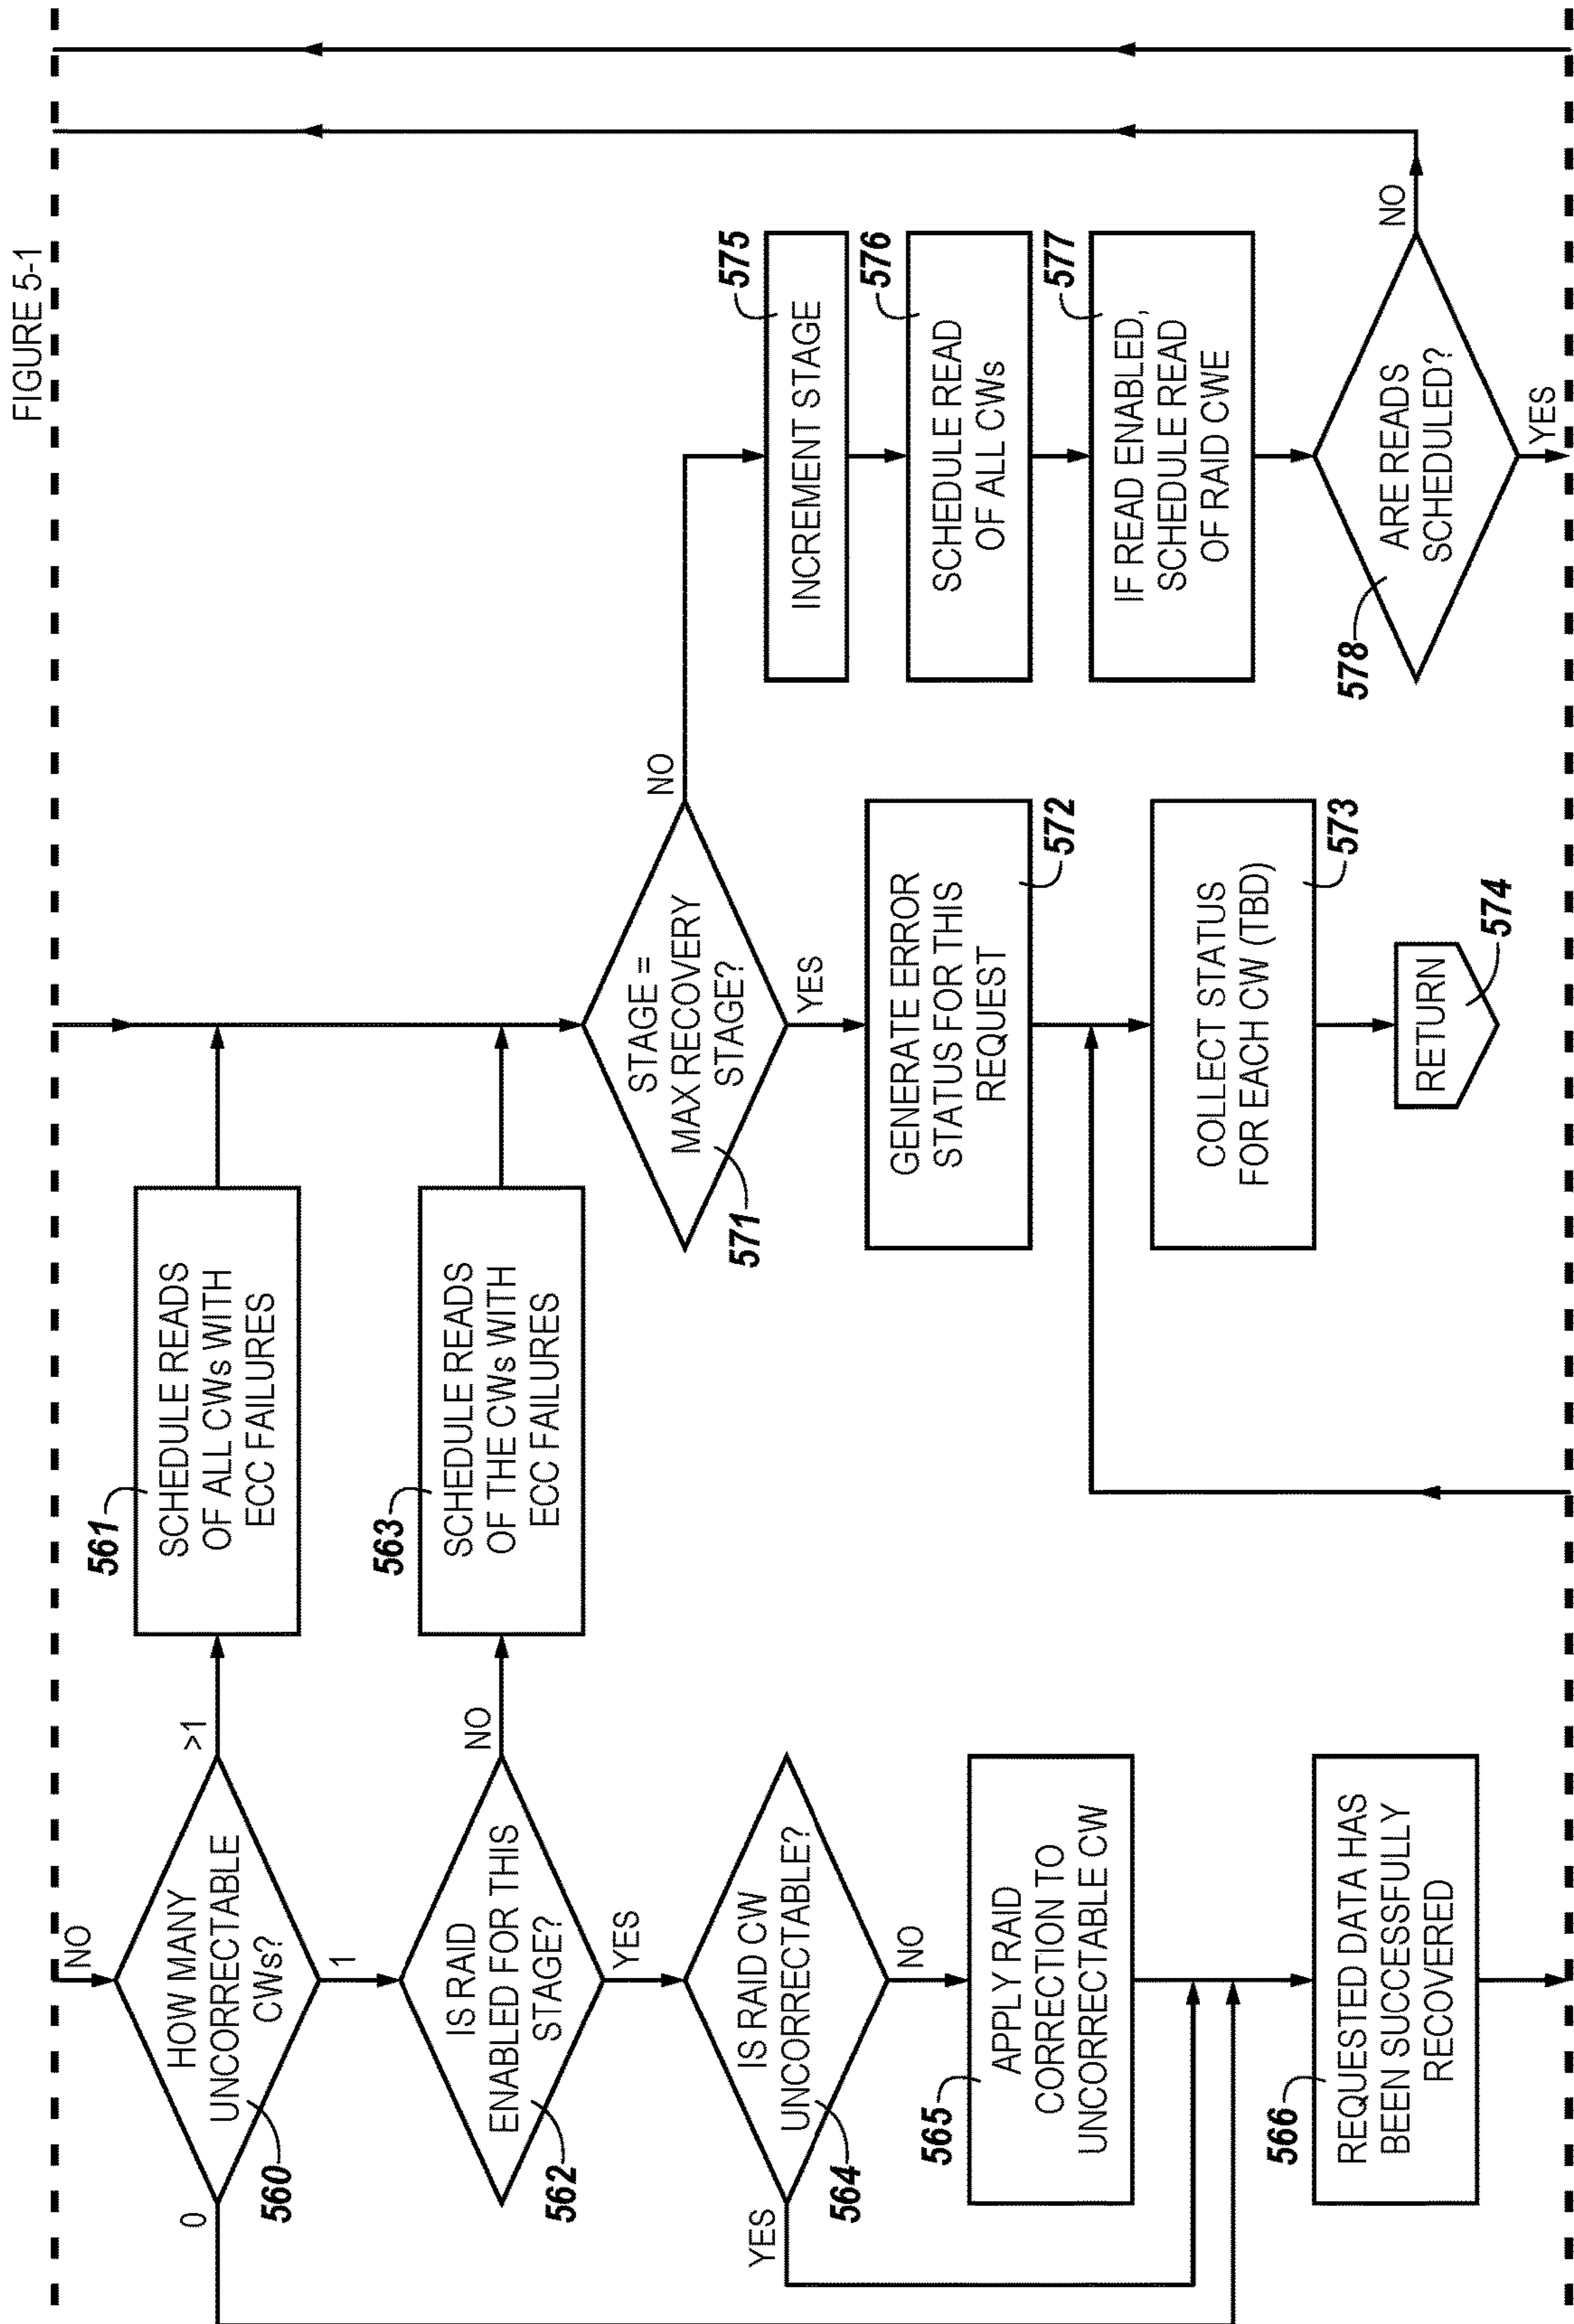 FIGURE 5-1
NO
HOW MANY
UNCORRECTABLE
CWs?
560
0
>1
1
561
SCHEDULE READS
OF ALL CWs WITH
ECC FAILURES
IS RAID
ENABLED FOR THIS
STAGE?
562
NO
YES
563
SCHEDULE READS
OF THE CWs WITH
ECC FAILURES
IS RAID CW
UNCORRECTABLE?
564
YES
NO
565
APPLY RAID
CORRECTION TO
UNCORRECTABLE CW
566
REQUESTED DATA HAS
BEEN SUCCESSFULLY
RECOVERED
STAGE =
MAX RECOVERY
STAGE?
571
NO
YES
GENERATE ERROR
STATUS FOR THIS
REQUEST
572
COLLECT STATUS
FOR EACH CW (TBD)
573
RETURN
574
575
INCREMENT STAGE
576
SCHEDULE READ
OF ALL CWs
577
IF READ ENABLED,
SCHEDULE READ
OF RAID CWE
ARE READS
SCHEDULED?
578
NO
YES